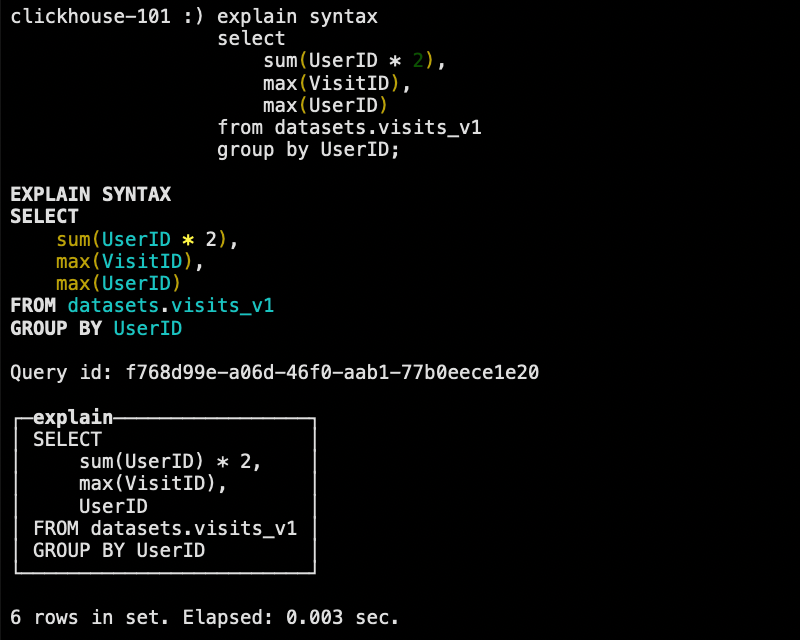 clickhouse-101 :) explain syntax
select
sum(UserID * 2),
max(VisitID),
max(UserID)
from datasets.visits_v1
group by UserID;
EXPLAIN SYNTAX
SELECT
sum(UserID * 2),
max(VisitID),
max(UserID)
FROM datasets.visits_v1
GROUP BY UserID
Query id: f768d99e-a06d-46f0-aab1-77b0eece1e20
explain
SELECT
sum(UserID) * 2,
max(VisitID),
UserID
FROM datasets.visits_v1
GROUP BY UserID
6 rows in set. Elapsed: 0.003 sec.